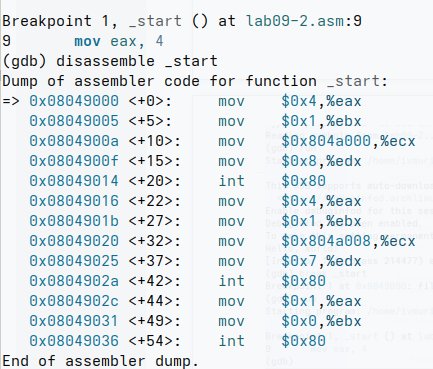 Breakpoint 1, _start () at lab09-2.asm:9
9       mov eax, 4
(gdb) disassemble _start
Dump of assembler code for function _start:
=> 0x08049000 <+0>:     mov    $0x4,%eax
   0x08049005 <+5>:     mov    $0x1,%ebx
   0x0804900a <+10>:    mov    $0x804a000,%ecx
   0x0804900f <+15>:    mov    $0x8,%edx
   0x08049014 <+20>:    int    $0x80
   0x08049016 <+22>:    mov    $0x4,%eax
   0x0804901b <+27>:    mov    $0x1,%ebx
   0x08049020 <+32>:    mov    $0x804a008,%ecx
   0x08049025 <+37>:    mov    $0x7,%edx
   0x0804902a <+42>:    int    $0x80
   0x0804902c <+44>:    mov    $0x1,%eax
   0x08049031 <+49>:    mov    $0x0,%ebx
   0x08049036 <+54>:    int    $0x80
End of assembler dump.